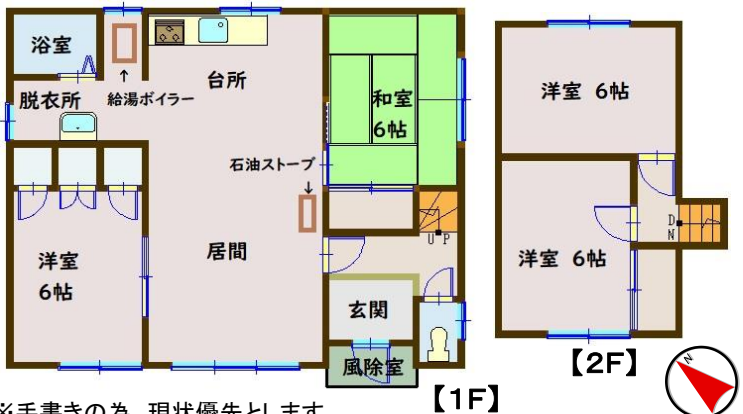 浴室
台所
脱衣所
↑
給湯ボイラー
和室
6帖
石油ストーブ
↓
洋室
6帖
居間
UP
玄関
風除室
【1F】
洋室 6帖
洋室 6帖
DN
【2F】
N
※手書きの為、現状優先とします